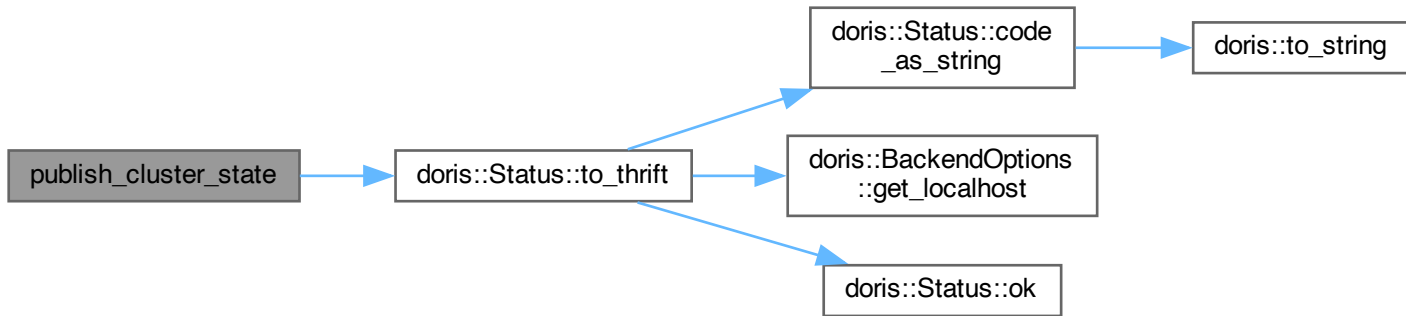 publish_cluster_state
doris::Status::to_thrift
doris::Status::code
_as_string
doris::to_string
doris::BackendOptions
::get_localhost
doris::Status::ok